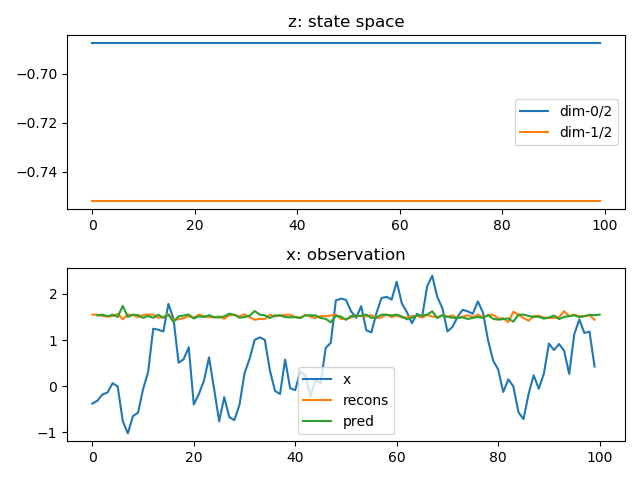 z: state space
−0.70
−0.72
−0.74
dim-0/2
dim-1/2
0 20 40 60 80 100
x: observation
2
1
0
−1
x
recons
pred
0 20 40 60 80 100